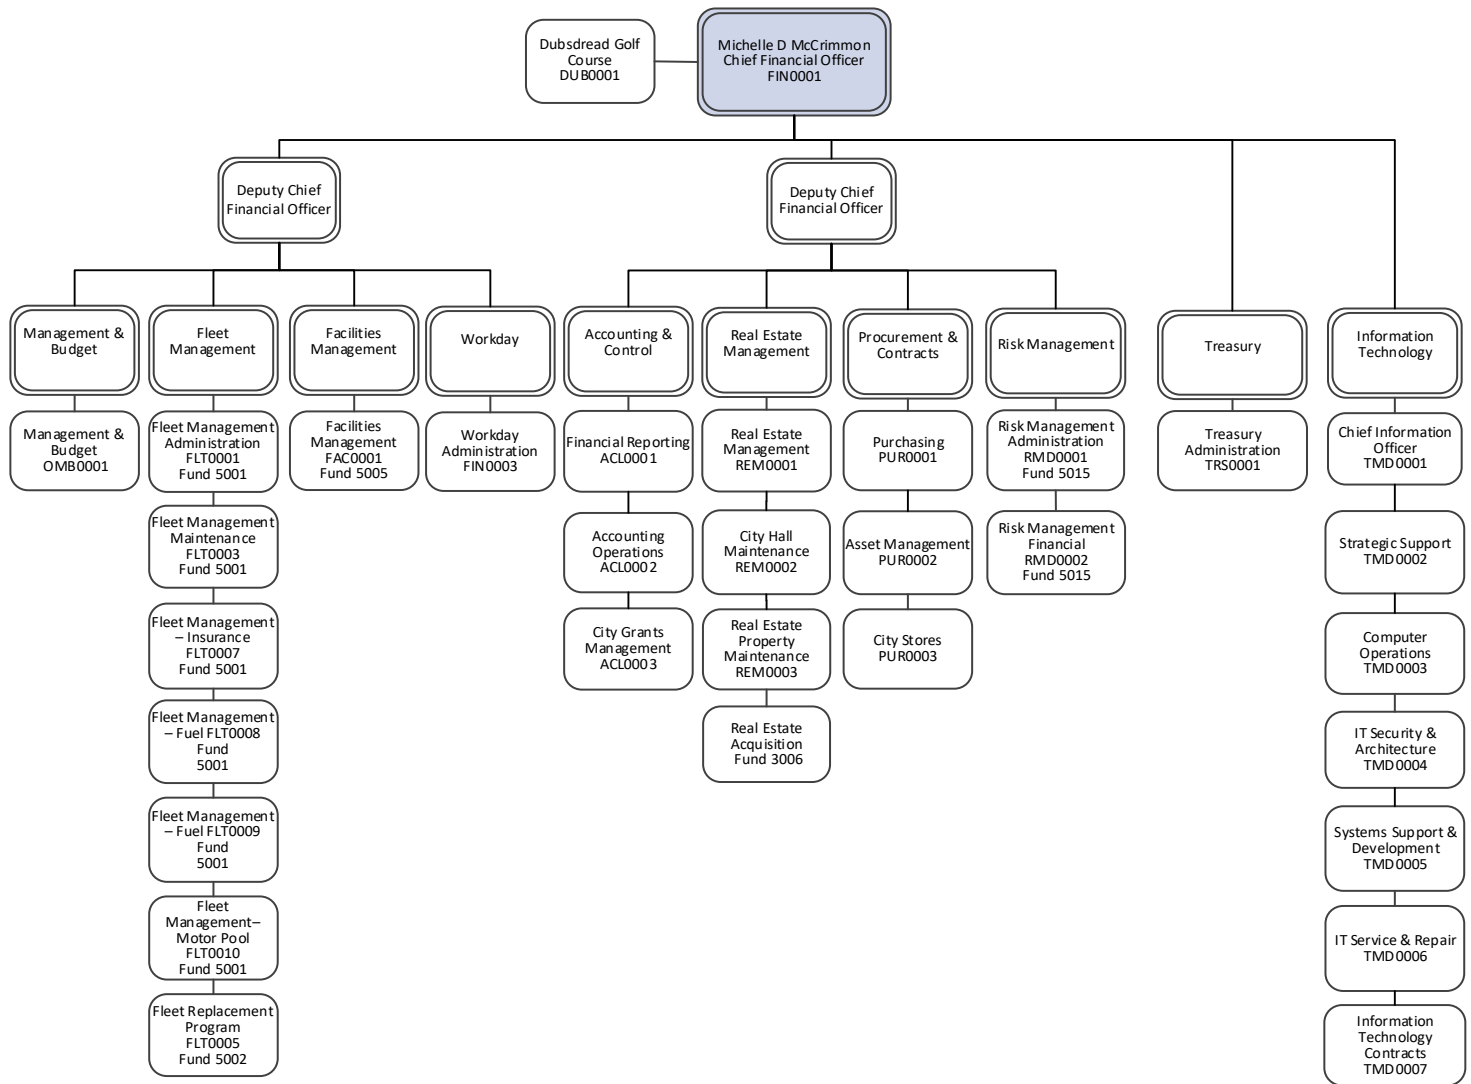 Dubsdread Golf
Course
DUB0001
Michelle D McCrimmon
Chief Financial Officer
FIN0001
Deputy Chief
Financial Officer
Deputy Chief
Financial Officer
Management &
Budget
Fleet
Management
Facilities
Management
Workday
Accounting &
Control
Real Estate
Management
Procurement &
Contracts
Risk Management
Treasury
Information
Technology
Management &
Budget
OMB0001
Fleet Management
Administration
FLT0001
Fund 5001
Facilities
Management
FAC0001
Fund 5005
Workday
Administration
FIN0003
Financial Reporting
ACL0001
Real Estate
Management
REM0001
Purchasing
PUR0001
Risk Management
Administration
RMD0001
Fund 5015
Treasury
Administration
TRS0001
Chief Information
Officer
TMD0001
Fleet Management
Maintenance
FLT0003
Fund 5001
Accounting
Operations
ACL0002
City Hall
Maintenance
REM0002
Asset Management
PUR0002
Risk Management
Financial
RMD0002
Fund 5015
Strategic Support
TMD0002
Fleet Management
– Insurance
FLT0007
Fund 5001
City Grants
Management
ACL0003
Real Estate
Property
Maintenance
REM0003
City Stores
PUR0003
Computer
Operations
TMD0003
Fleet Management
– Fuel FLT0008
Fund
5001
Real Estate
Acquisition
Fund 3006
IT Security &
Architecture
TMD0004
Fleet Management
– Fuel FLT0009
Fund
5001
Systems Support &
Development
TMD0005
Fleet
Management–
Motor Pool
FLT0010
Fund 5001
IT Service & Repair
TMD0006
Fleet Replacement
Program
FLT0005
Fund 5002
Information
Technology
Contracts
TMD0007